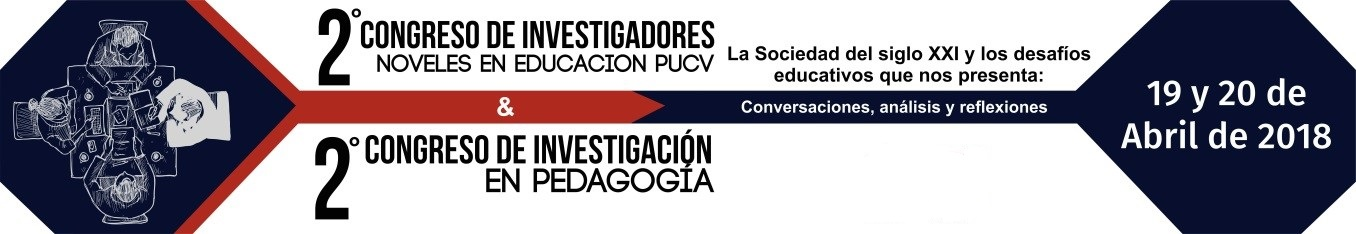 2° CONGRESO DE INVESTIGADORES
NOVELES EN EDUCACION PUCV
&
2° CONGRESO DE INVESTIGACIÓN
EN PEDAGOGÍA
La Sociedad del siglo XXI y los desafíos
educativos que nos presenta:
Conversaciones, análisis y reflexiones
19 y 20 de
Abril de 2018